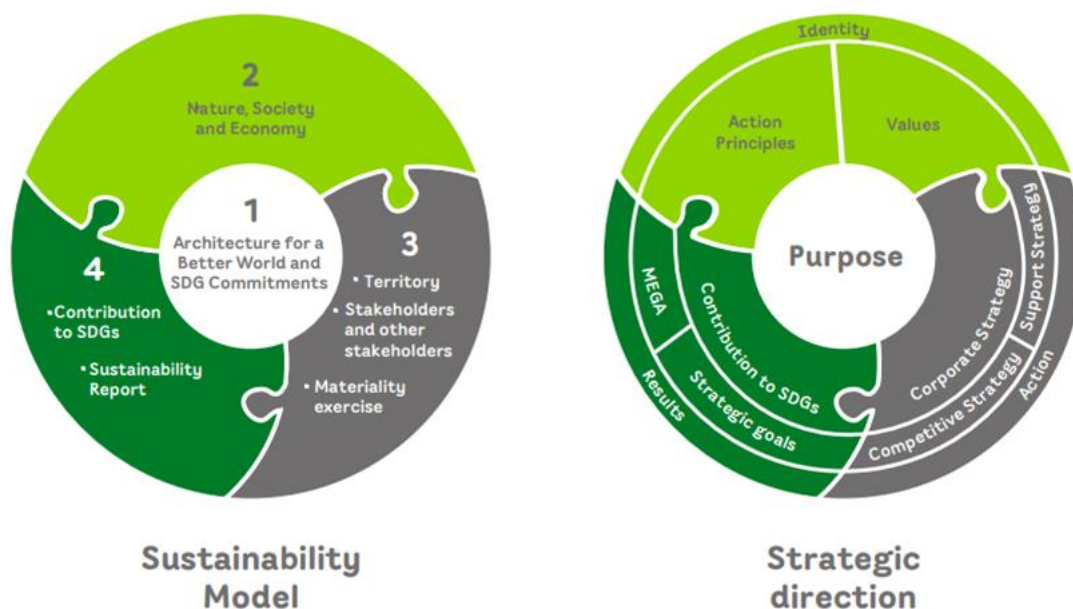 2
Nature, Society
and Economy
1
Architecture for a
Better World and
SDG Commitments
3
• Territory
• Stakeholders
and other
stakeholders
• Materiality
exercise
4
•Contribution
to SDGs
• Sustainability
Report
Sustainability
Model
Identity
Action
Principles
Values
Purpose
Support Strategy
Corporate Strategy
Competitive Strategy
Action
MEGA
Contribution to SDGs
Strategic goals
Results
Strategic
direction